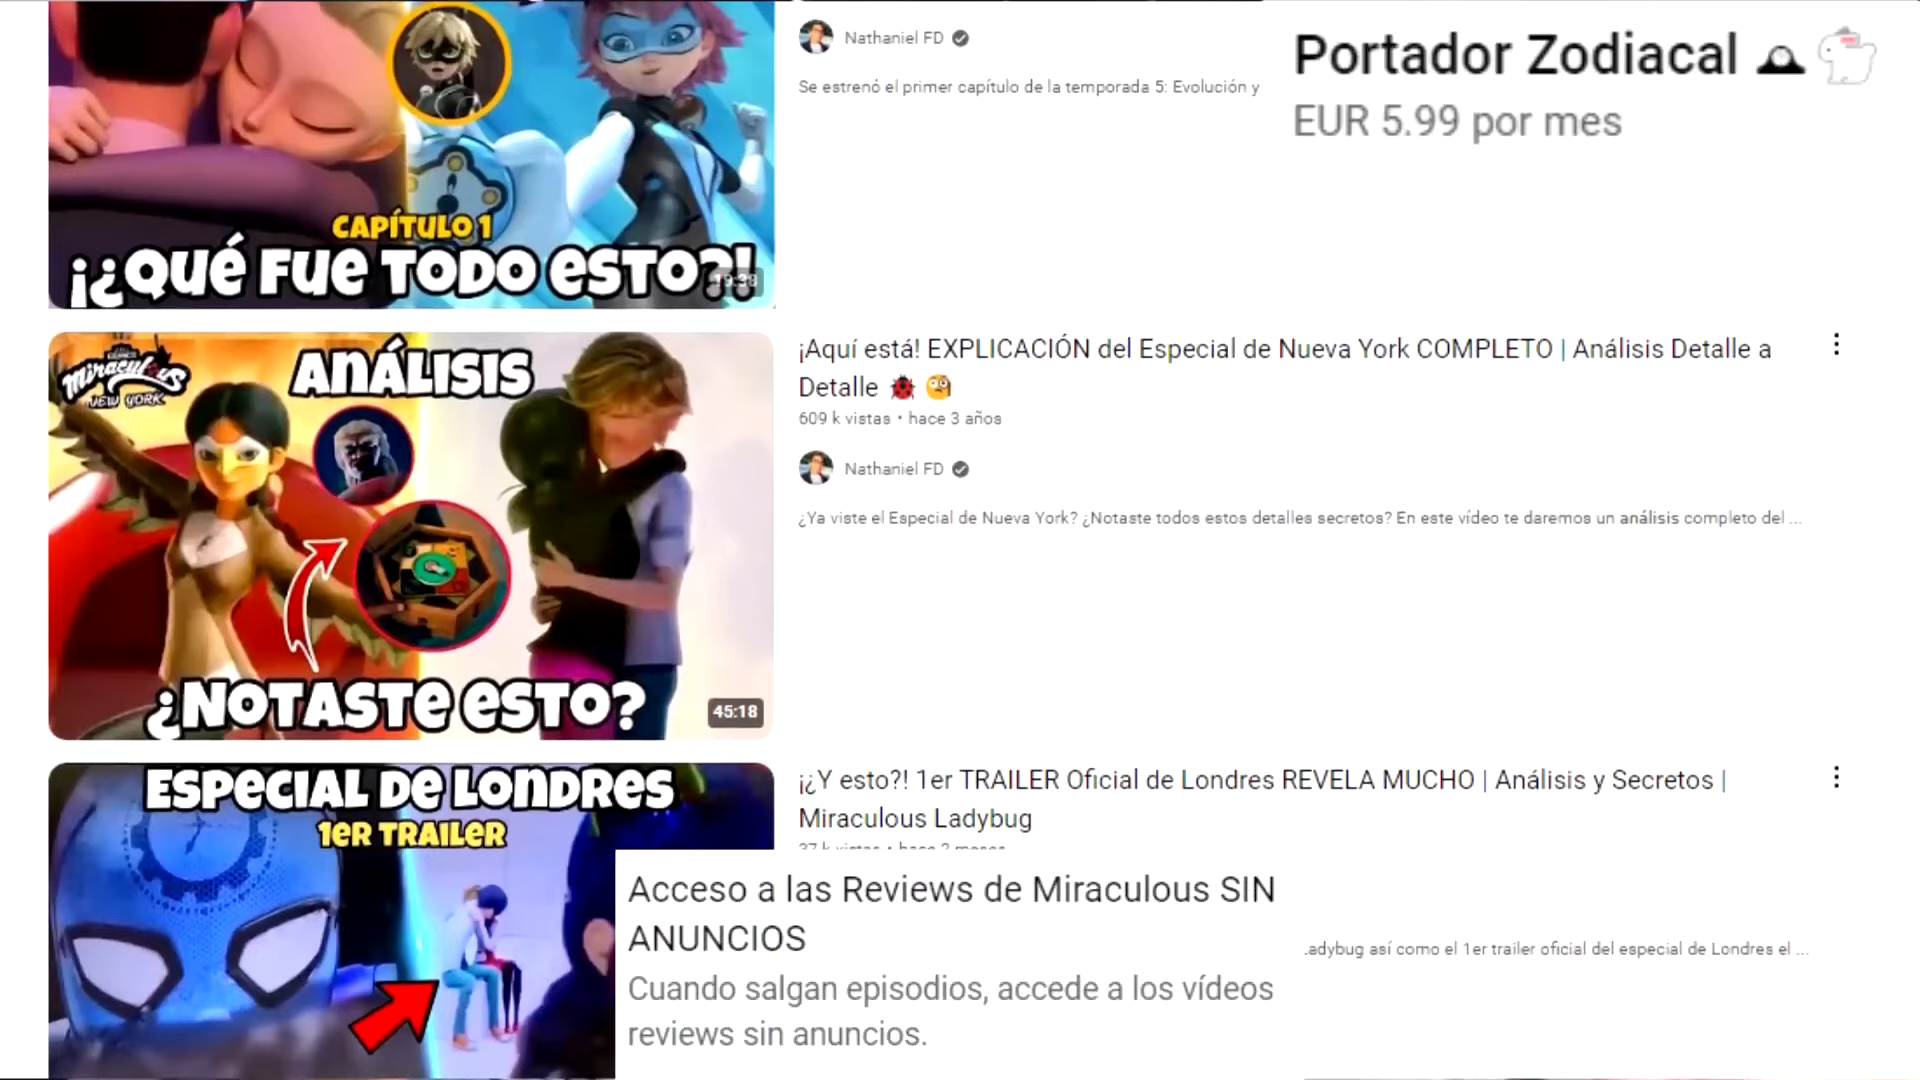 CAPÍTULO 1
¡¿QUÉ FUE TODO ESTO?!
19:38
Nathaniel FD
Se estrenó el primer capítulo de la temporada 5: Evolución y
Portador Zodiacal
EUR 5.99 por mes
Miraculous
NEW YORK
ANÁLISIS
¿NOTASTE ESTO?
45:18
¡Aquí está! EXPLICACIÓN del Especial de Nueva York COMPLETO | Análisis Detalle a
Detalle 🐞 🧐
609 k vistas • hace 3 años
Nathaniel FD
¿Ya viste el Especial de Nueva York? ¿Notaste todos estos detalles secretos? En este vídeo te daremos un análisis completo del ...
ESPECIAL DE LONDRES
1ER TRAILER
¡¿Y esto?! 1er TRAILER Oficial de Londres REVELA MUCHO | Análisis y Secretos |
Miraculous Ladybug
Acceso a las Reviews de Miraculous SIN
ANUNCIOS
Cuando salgan episodios, accede a los vídeos
reviews sin anuncios.
adybug así como el 1er trailer oficial del especial de Londres el ...